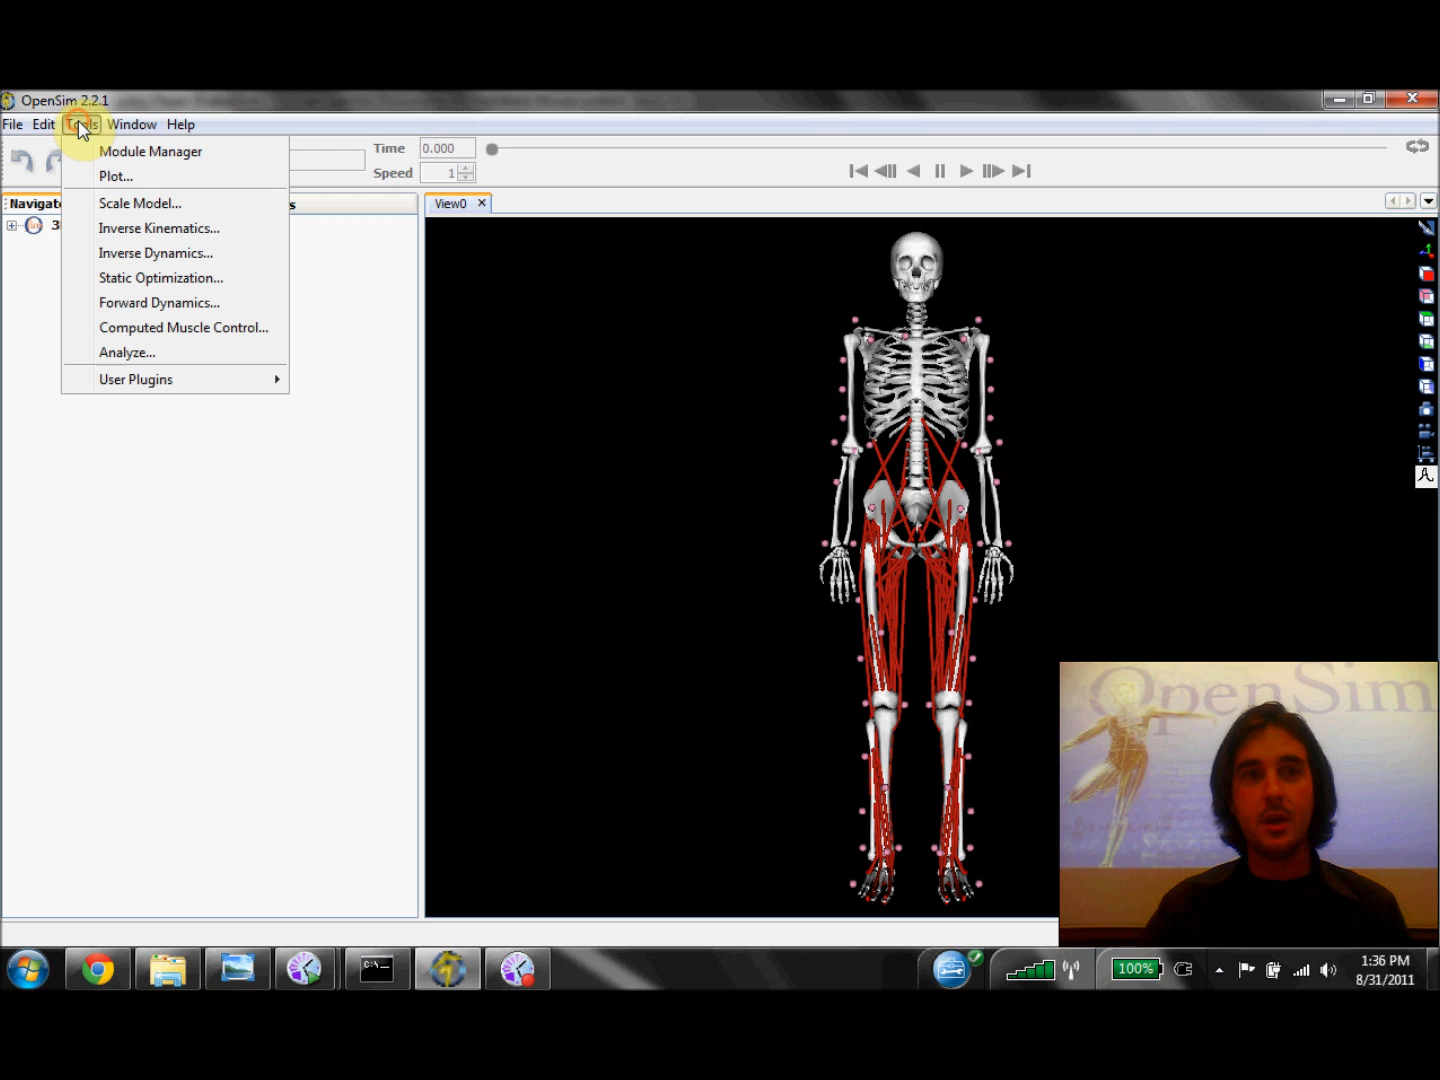 OpenSim 2.2.1
File Edit Tools Window Help
Time 0.000
Speed 1
Module Manager
Plot...
Scale Model...
Inverse Kinematics...
Inverse Dynamics...
Static Optimization...
Forward Dynamics...
Computed Muscle Control...
Analyze...
User Plugins
Navigat
s
3
View0
OpenSim
C:\
100%
1:36 PM
8/31/2011